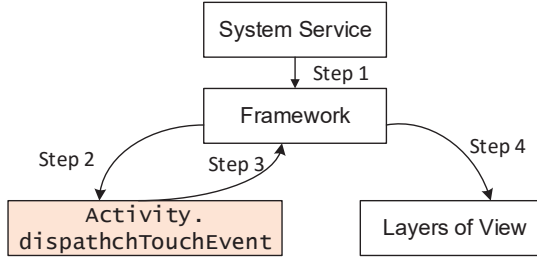 System Service
Step 1
Framework
Step 2
Step 3
Step 4
Activity.
dispathchTouchEvent
Layers of View